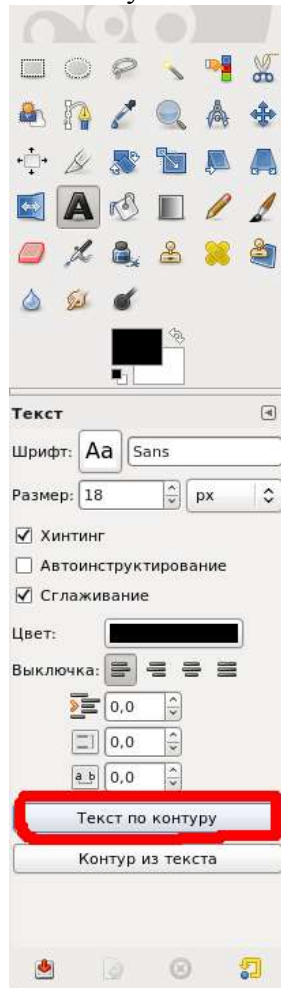 Текст
Шрифт: Aa Sans
Размер: 18 px
Хинтинг
Автоинструктирование
Сглаживание
Цвет:
Выключка:
0,0
0,0
a b 0,0
Текст по контуру
Контур из текста